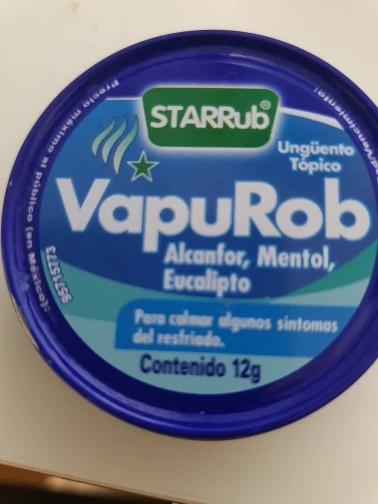 STARRub®
Ungüento
Tópico
VapuRob
Alcanfor, Mentol,
Eucalipto
Para calmar algunos síntomas
del resfriado.
Contenido 12g
Precio máximo al Público (en México